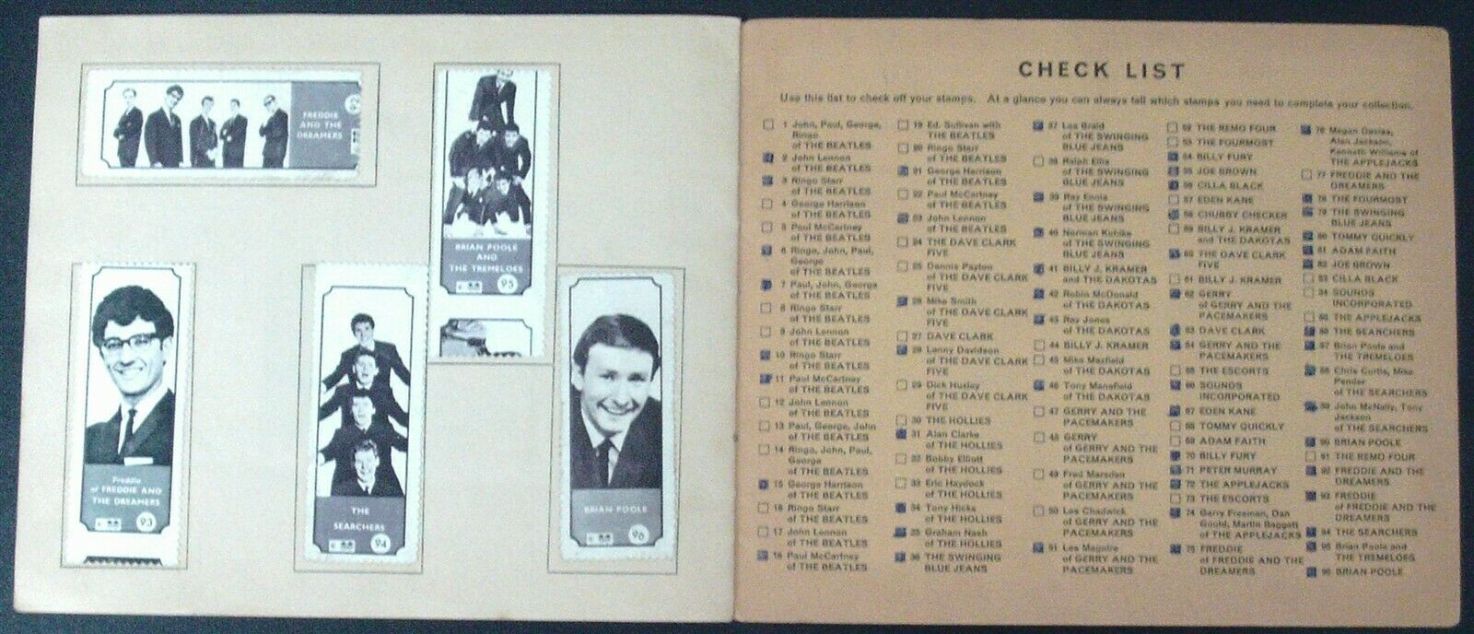 FREDDIE
AND THE
DREAMERS
BRIAN POOLE
AND
THE TREMELOES
95
Freddie
of FREDDIE AND
THE DREAMERS
93
THE
SEARCHERS
94
BRIAN POOLE
96
CHECK LIST
Use this list to check off your stamps. At a glance you can always tell which stamps you need to complete your collection.
1 John, Paul, George,
Ringo
of THE BEATLES
2 John Lennon
of THE BEATLES
3 Ringo Starr
of THE BEATLES
4 George Harrison
of THE BEATLES
5 Paul McCartney
of THE BEATLES
6 Ringo, John, Paul,
George
of THE BEATLES
7 Paul, John, George
of THE BEATLES
8 Ringo Starr
of THE BEATLES
9 John Lennon
of THE BEATLES
10 Ringo Starr
of THE BEATLES
11 Paul McCartney
of THE BEATLES
12 John Lennon
of THE BEATLES
13 Paul, George, John
of THE BEATLES
14 Ringo, John, Paul,
George
of THE BEATLES
15 George Harrison
of THE BEATLES
16 Ringo Starr
of THE BEATLES
17 John Lennon
of THE BEATLES
18 Paul McCartney
of THE BEATLES
19 Ed. Sullivan with
THE BEATLES
20 Ringo Starr
of THE BEATLES
21 George Harrison
of THE BEATLES
22 Paul McCartney
of THE BEATLES
23 John Lennon
of THE BEATLES
24 THE DAVE CLARK
FIVE
25 Dennis Payton
of THE DAVE CLARK
FIVE
26 Mike Smith
of THE DAVE CLARK
FIVE
27 DAVE CLARK
28 Lenny Davidson
of THE DAVE CLARK
FIVE
29 Dick Huxley
of THE DAVE CLARK
FIVE
30 THE HOLLIES
31 Alan Clarke
of THE HOLLIES
32 Bobby Elliott
of THE HOLLIES
33 Eric Haydock
of THE HOLLIES
34 Tony Hicks
of THE HOLLIES
35 Graham Nash
of THE HOLLIES
36 THE SWINGING
BLUE JEANS
37 Les Braid
of THE SWINGING
BLUE JEANS
38 Ralph Ellis
of THE SWINGING
BLUE JEANS
39 Ray Ennis
of THE SWINGING
BLUE JEANS
40 Norman Kuhlke
of THE SWINGING
BLUE JEANS
41 BILLY J. KRAMER
and THE DAKOTAS
42 Robin McDonald
of THE DAKOTAS
43 Ray Jones
of THE DAKOTAS
44 BILLY J. KRAMER
45 Mike Maxfield
of THE DAKOTAS
46 Tony Mansfield
of THE DAKOTAS
47 GERRY AND THE
PACEMAKERS
48 GERRY
of GERRY AND THE
PACEMAKERS
49 Fred Marsden
of GERRY AND THE
PACEMAKERS
50 Les Chadwick
of GERRY AND THE
PACEMAKERS
51 Les Maguire
of GERRY AND THE
PACEMAKERS
52 THE REMO FOUR
53 THE FOURMOST
54 BILLY FURY
55 JOE BROWN
56 CILLA BLACK
57 EDEN KANE
58 CHUBBY CHECKER
59 BILLY J. KRAMER
and THE DAKOTAS
60 THE DAVE CLARK
FIVE
61 BILLY J. KRAMER
62 GERRY
of GERRY AND THE
PACEMAKERS
63 DAVE CLARK
64 GERRY AND THE
PACEMAKERS
65 THE ESCORTS
66 SOUNDS
INCORPORATED
67 EDEN KANE
68 TOMMY QUICKLY
69 ADAM FAITH
70 BILLY FURY
71 PETER MURRAY
72 THE APPLEJACKS
73 THE ESCORTS
74 Gerry Freeman, Don
Gould, Martin Baggott
of THE APPLEJACKS
75 FREDDIE
of FREDDIE AND THE
DREAMERS
76 Megan Davies,
Alan Jackson,
Kenneth Williams of
THE APPLEJACKS
77 FREDDIE AND THE
DREAMERS
78 THE FOURMOST
79 THE SWINGING
BLUE JEANS
80 TOMMY QUICKLY
81 ADAM FAITH
82 JOE BROWN
83 CILLA BLACK
84 SOUNDS
INCORPORATED
85 THE APPLEJACKS
86 THE SEARCHERS
87 Brian Poole and
THE TREMELOES
88 Chris Curtis, Mike
Pender
of THE SEARCHERS
89 John McNally, Tony
Jackson
of THE SEARCHERS
90 BRIAN POOLE
91 THE REMO FOUR
92 FREDDIE AND THE
DREAMERS
93 FREDDIE
of FREDDIE AND THE
DREAMERS
94 THE SEARCHERS
95 Brian Poole and
THE TREMELOES
96 BRIAN POOLE